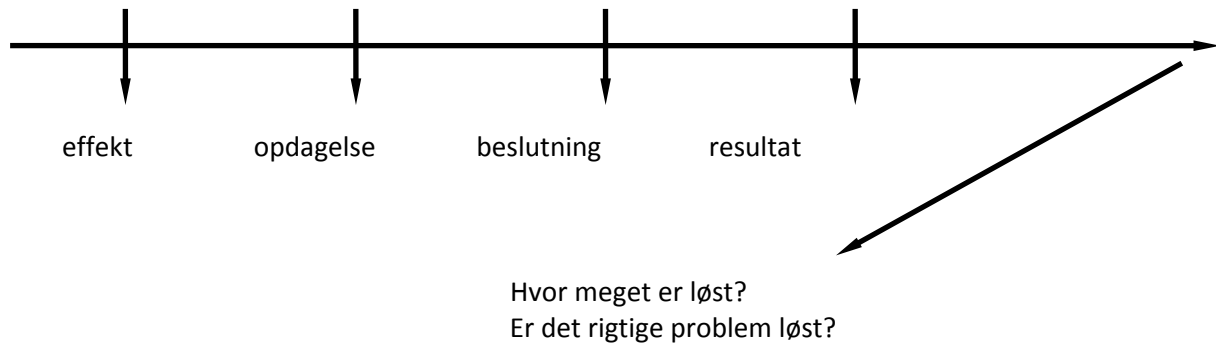 effekt opdagelse beslutning resultat
Hvor meget er løst?
Er det rigtige problem løst?